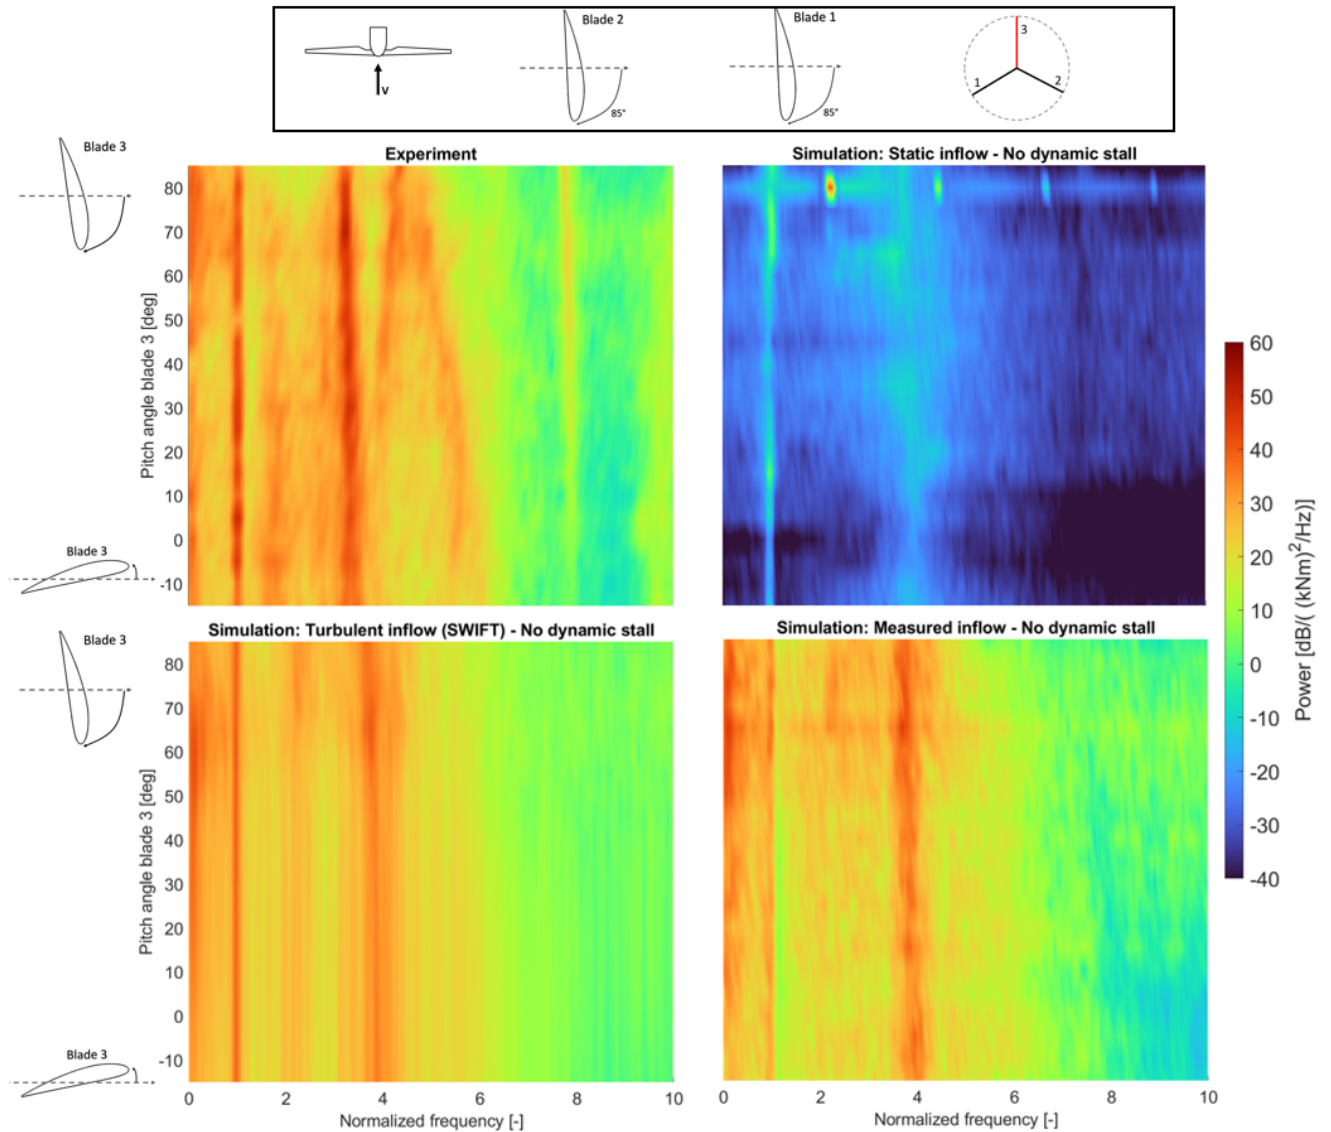 Blade 2
Blade 1
3
1
2
v
85°
85°
Blade 3
Experiment
Simulation: Static inflow - No dynamic stall
80
70
60
50
40
30
20
10
0
-10
Pitch angle blade 3 [deg]
Blade 3
60
50
40
30
20
10
0
-10
-20
-30
-40
Power [dB/( (kNm)²/Hz)]
Blade 3
Simulation: Turbulent inflow (SWIFT) - No dynamic stall
Simulation: Measured inflow - No dynamic stall
80
70
60
50
40
30
20
10
0
-10
Pitch angle blade 3 [deg]
Blade 3
0 2 4 6 8 10
Normalized frequency [-]
0 2 4 6 8 10
Normalized frequency [-]